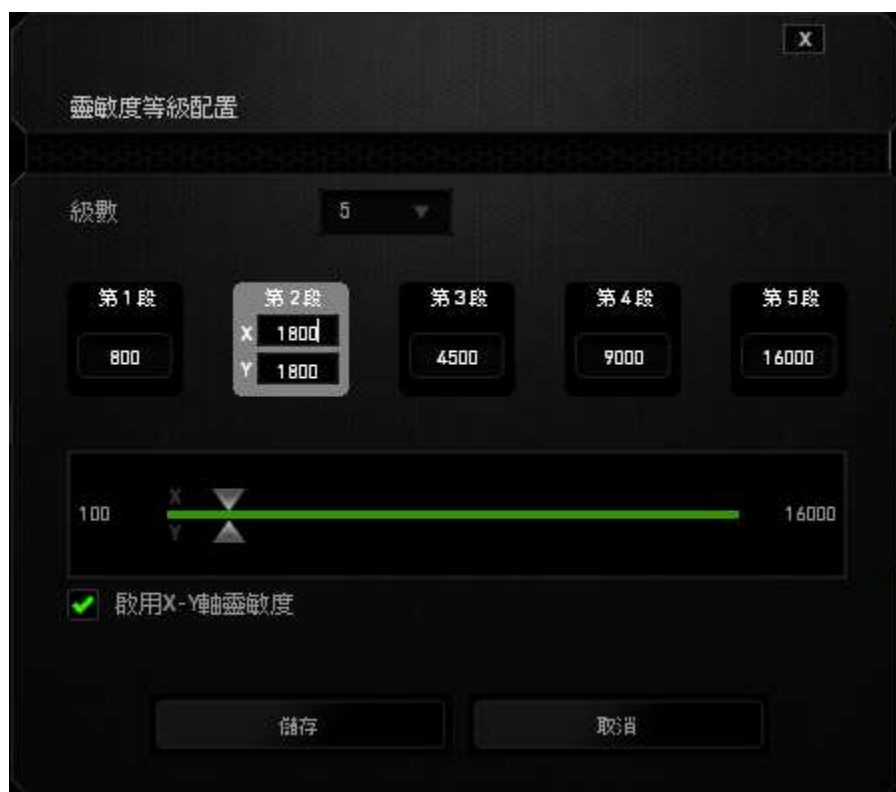 X
靈敏度等級配置
級數 5
第1段 第2段 第3段 第4段 第5段
X 1800
800 4500 9000 16000
Y 1800
X
100 16000
Y
啟用X-Y軸靈敏度
儲存 取消